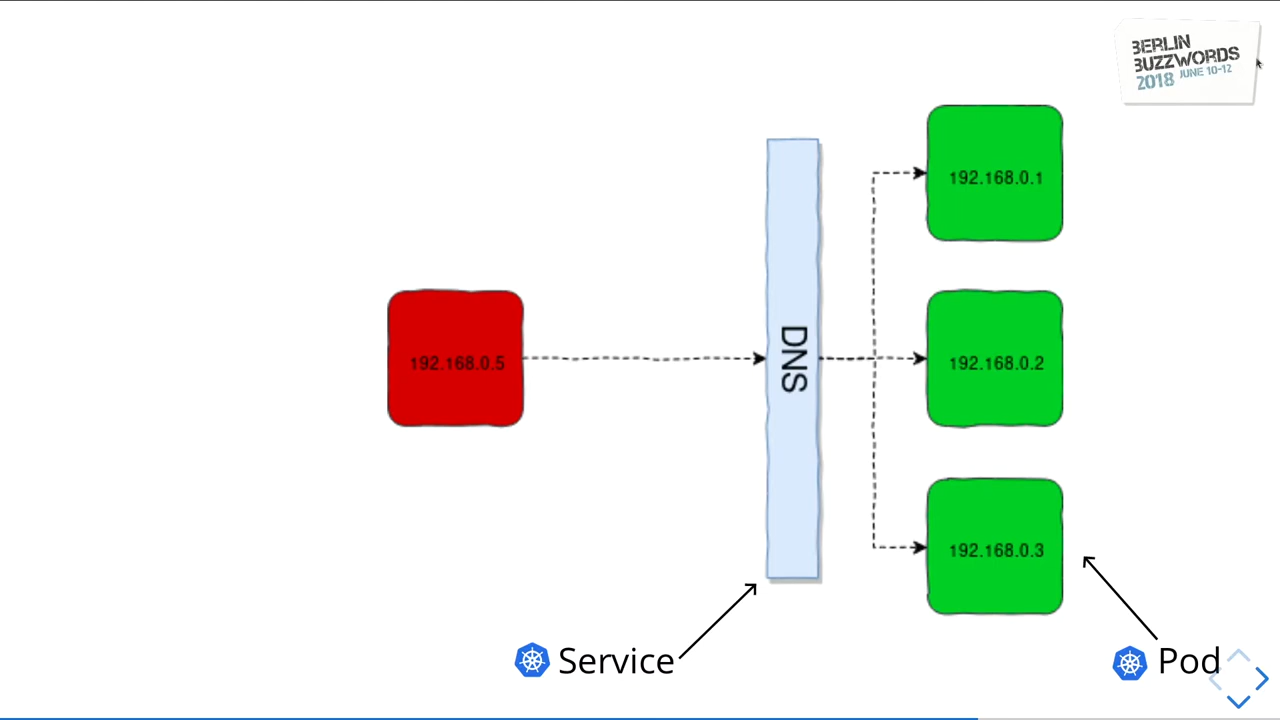 BERLIN
BUZZWORDS
2018 JUNE 10-12
192.168.0.1
192.168.0.5
DNS
192.168.0.2
192.168.0.3
Service
Pod